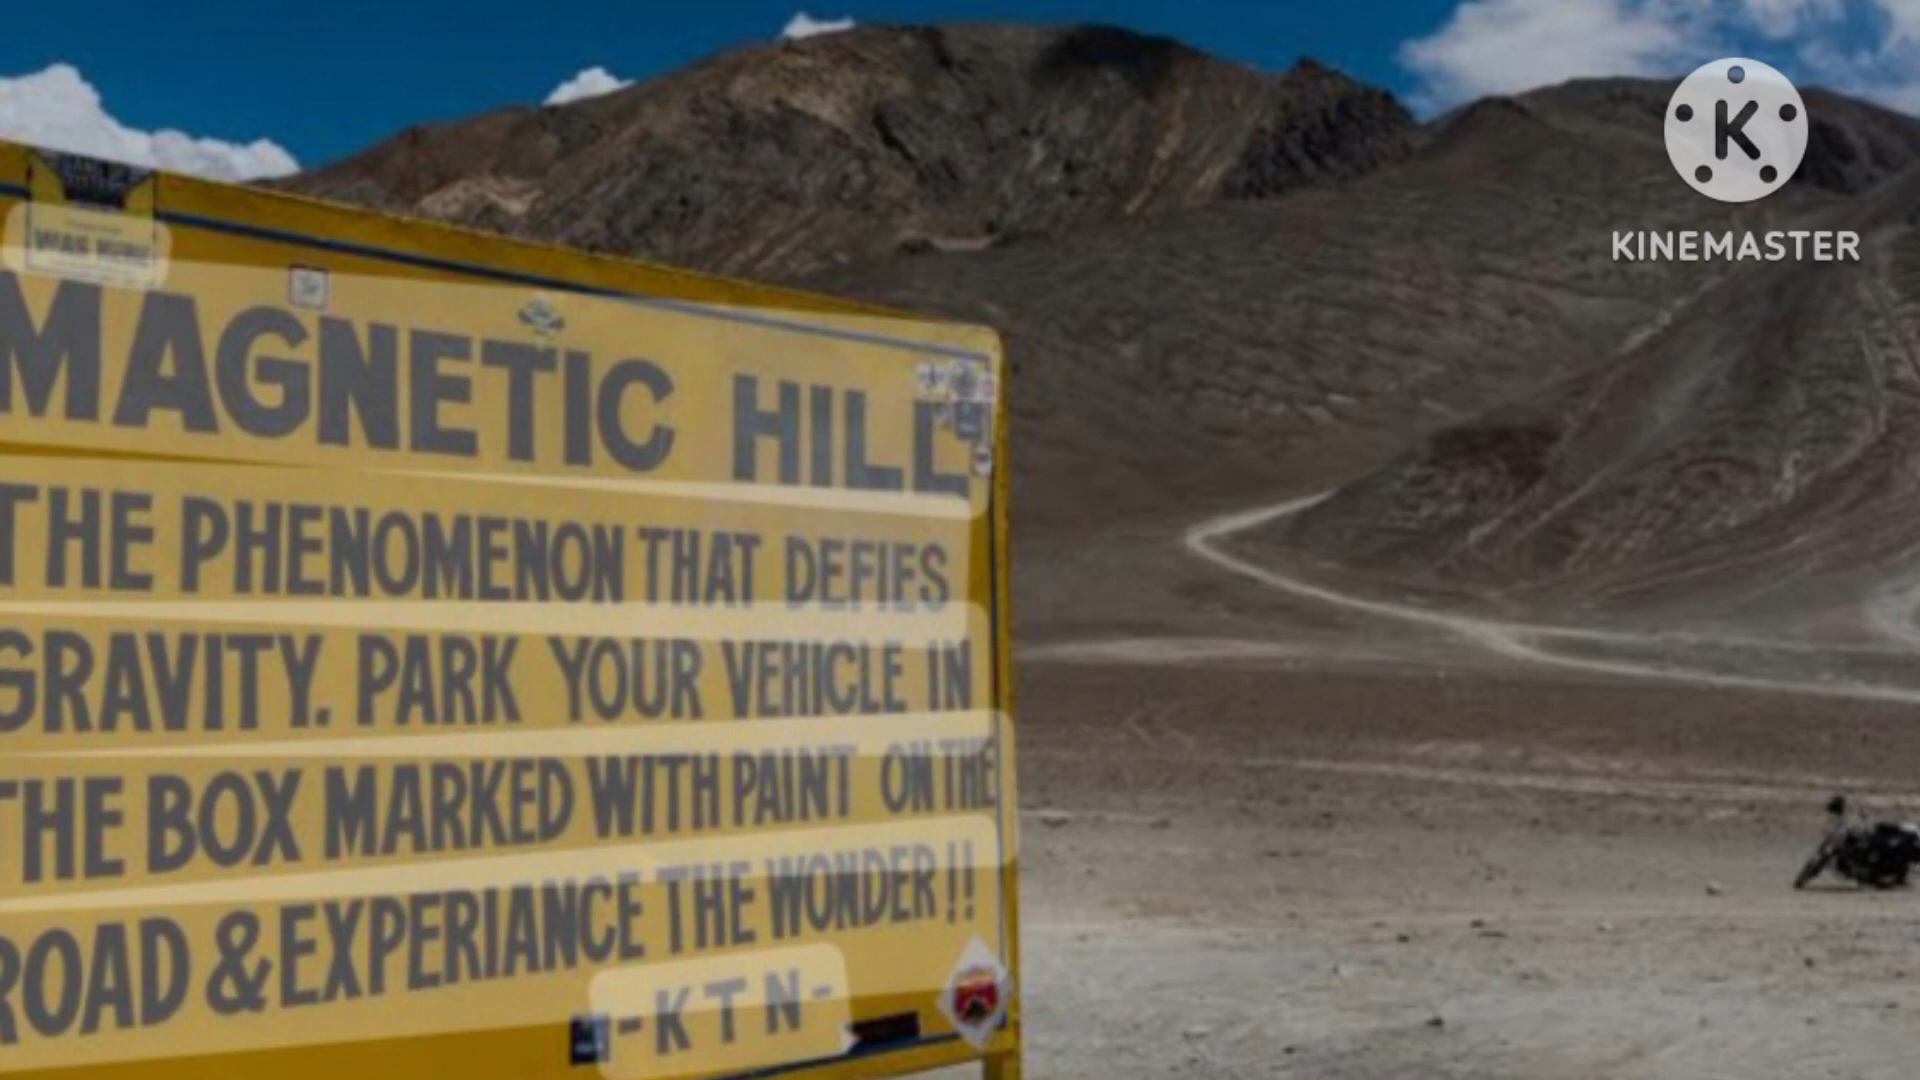 K
KINEMASTER
MAGNETIC HILL
THE PHENOMENON THAT DEFIES
GRAVITY. PARK YOUR VEHICLE IN
THE BOX MARKED WITH PAINT ON THE
ROAD & EXPERIANCE THE WONDER!!
-KTN-